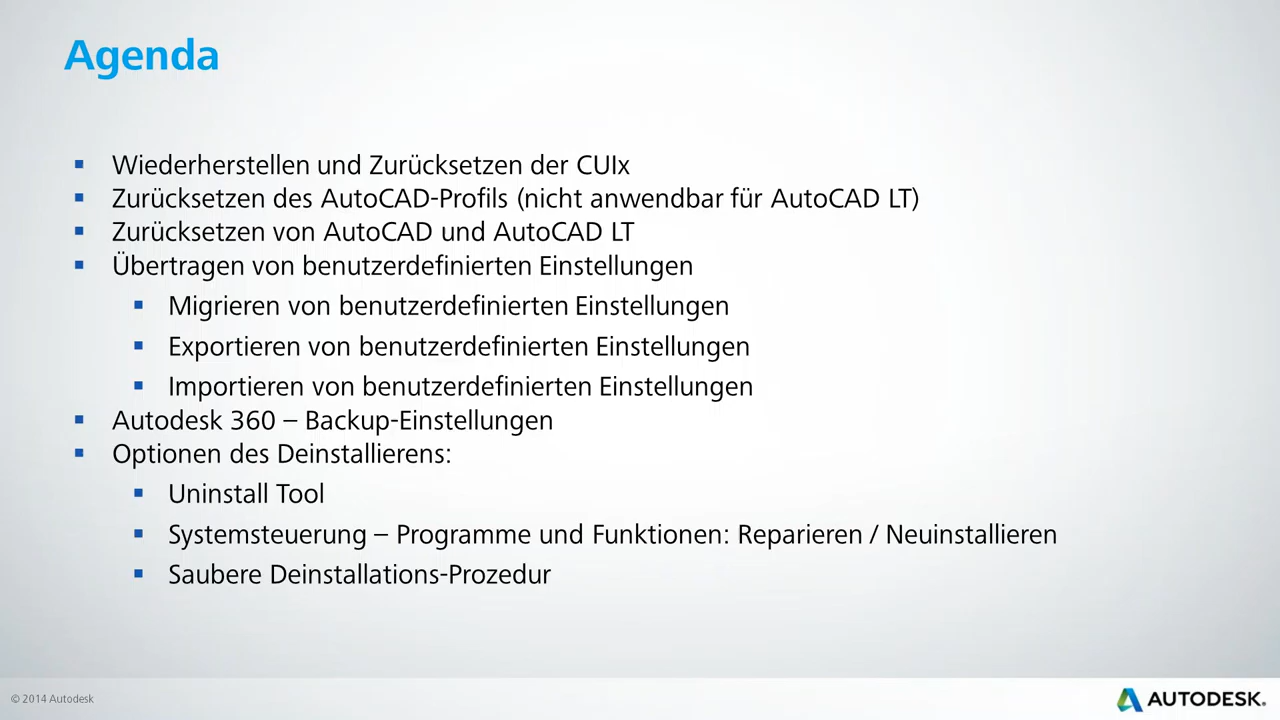 Agenda
Wiederherstellen und Zurücksetzen der CUIx
Zurücksetzen des AutoCAD-Profils (nicht anwendbar für AutoCAD LT)
Zurücksetzen von AutoCAD und AutoCAD LT
Übertragen von benutzerdefinierten Einstellungen
Migrieren von benutzerdefinierten Einstellungen
Exportieren von benutzerdefinierten Einstellungen
Importieren von benutzerdefinierten Einstellungen
Autodesk 360 – Backup-Einstellungen
Optionen des Deinstallierens:
Uninstall Tool
Systemsteuerung – Programme und Funktionen: Reparieren / Neuinstallieren
Saubere Deinstallations-Prozedur
© 2014 Autodesk
AUTODESK.